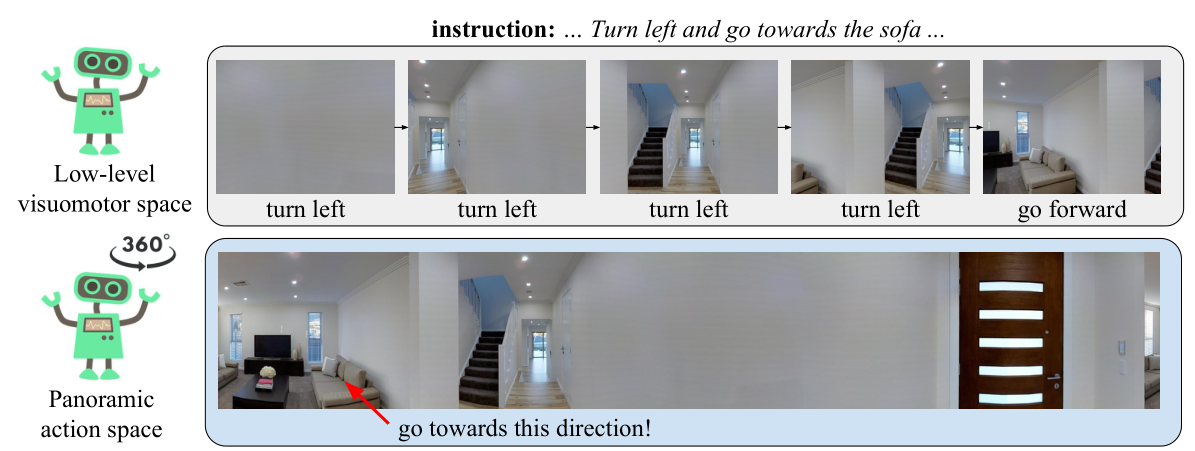 instruction: ... Turn left and go towards the sofa ...
Low-level
visuomotor space
turn left
turn left
turn left
turn left
go forward
360°
Panoramic
action space
go towards this direction!